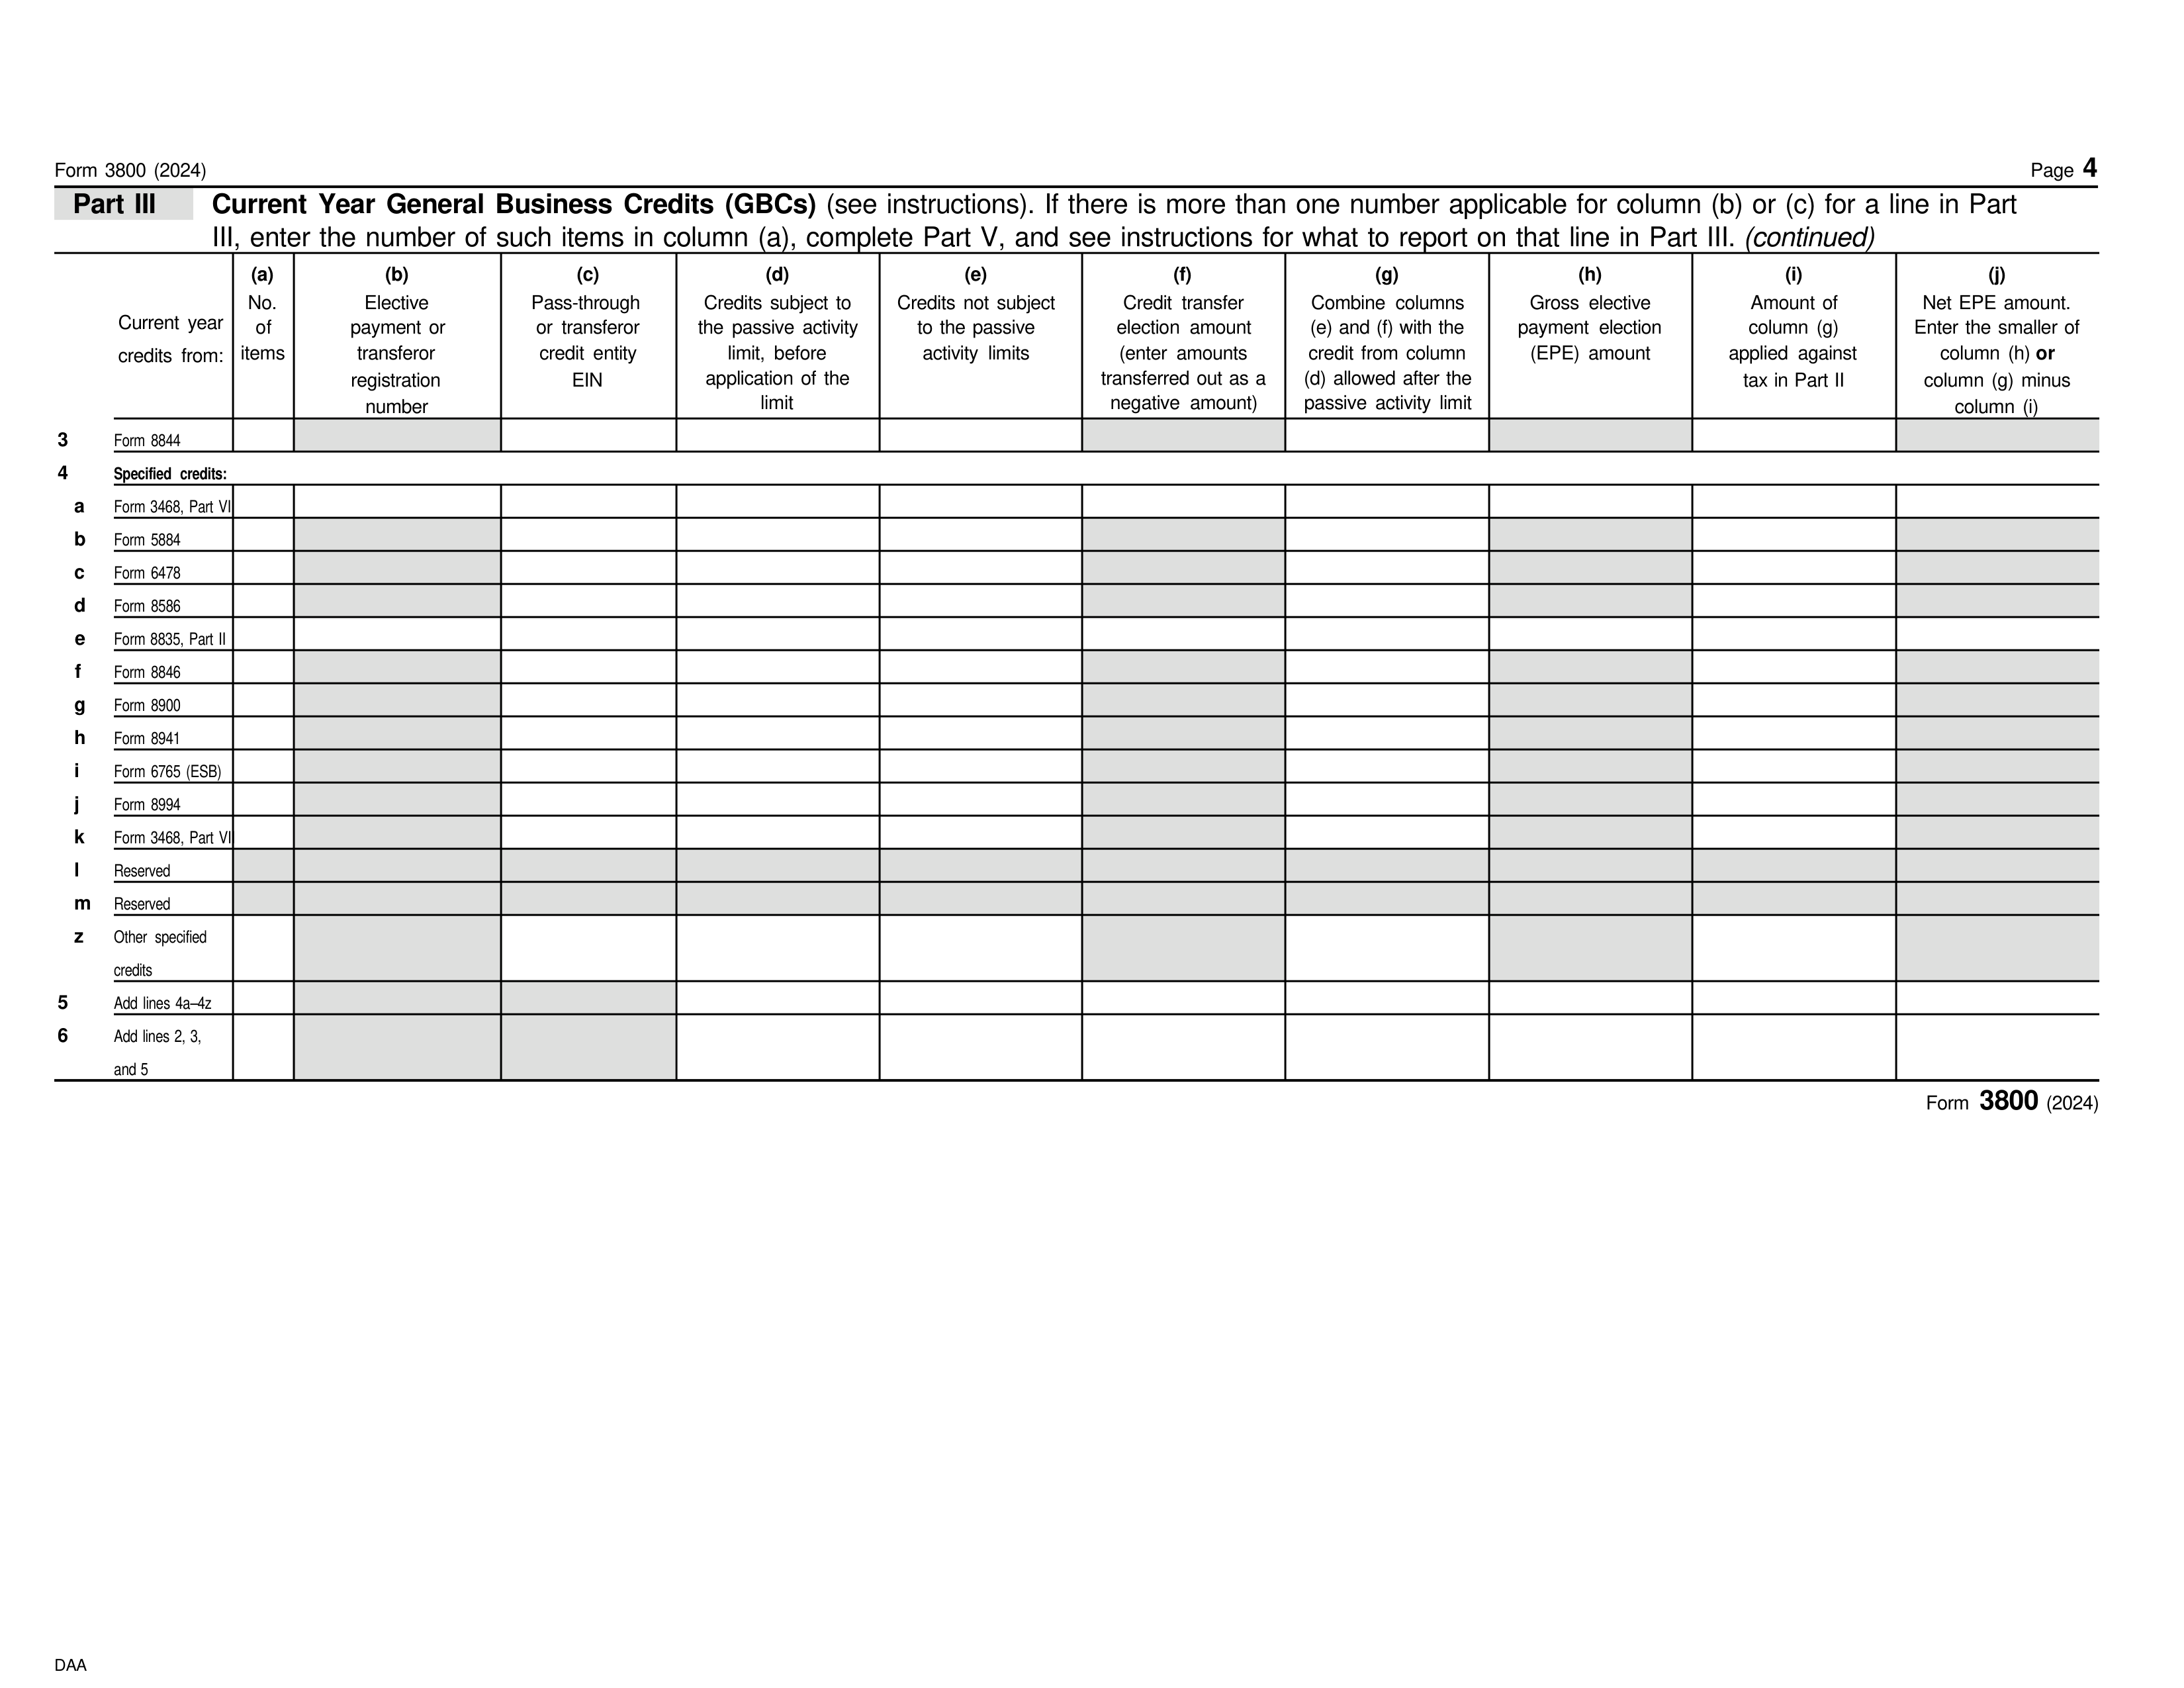 Form 3800 (2024) Page 4
Part III Current Year General Business Credits (GBCs) (see instructions). If there is more than one number applicable for column (b) or (c) for a line in Part
III, enter the number of such items in column (a), complete Part V, and see instructions for what to report on that line in Part III. (continued)
Current year
credits from:
(a)
No.
of
items
(b)
Elective
payment or
transferor
registration
number
(c)
Pass-through
or transferor
credit entity
EIN
(d)
Credits subject to
the passive activity
limit, before
application of the
limit
(e)
Credits not subject
to the passive
activity limits
(f)
Credit transfer
election amount
(enter amounts
transferred out as a
negative amount)
(g)
Combine columns
(e) and (f) with the
credit from column
(d) allowed after the
passive activity limit
(h)
Gross elective
payment election
(EPE) amount
(i)
Amount of
column (g)
applied against
tax in Part II
(j)
Net EPE amount.
Enter the smaller of
column (h) or
column (g) minus
column (i)
3 Form 8844
4 Specified credits:
a Form 3468, Part VI
b Form 5884
c Form 6478
d Form 8586
e Form 8835, Part II
f Form 8846
g Form 8900
h Form 8941
i Form 6765 (ESB)
j Form 8994
k Form 3468, Part VI
l Reserved
m Reserved
z Other specified
credits
5 Add lines 4a–4z
6 Add lines 2, 3,
and 5
Form 3800 (2024)
DAA